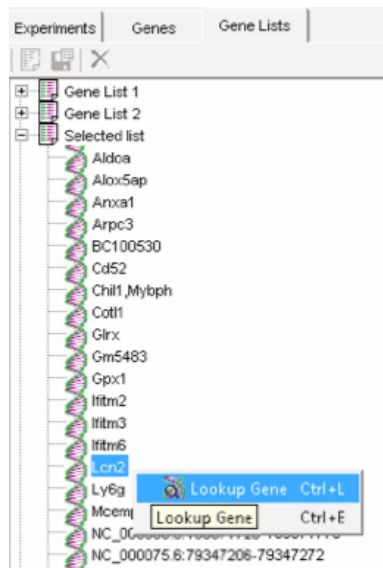 Experiments Genes Gene Lists
Gene List 1
Gene List 2
Selected list
Aldoa
Alox5ap
Anxa1
Arpc3
BC100530
Cd52
Chil1,Mybph
Cotl1
Glrx
Gm5483
Gpx1
Ifitm2
Ifitm3
Ifitm6
Lcn2
Ly6g
Lookup Gene Ctrl+L
Lookup Gene
Ctrl+E
NC_000075.6:79347206-79347272